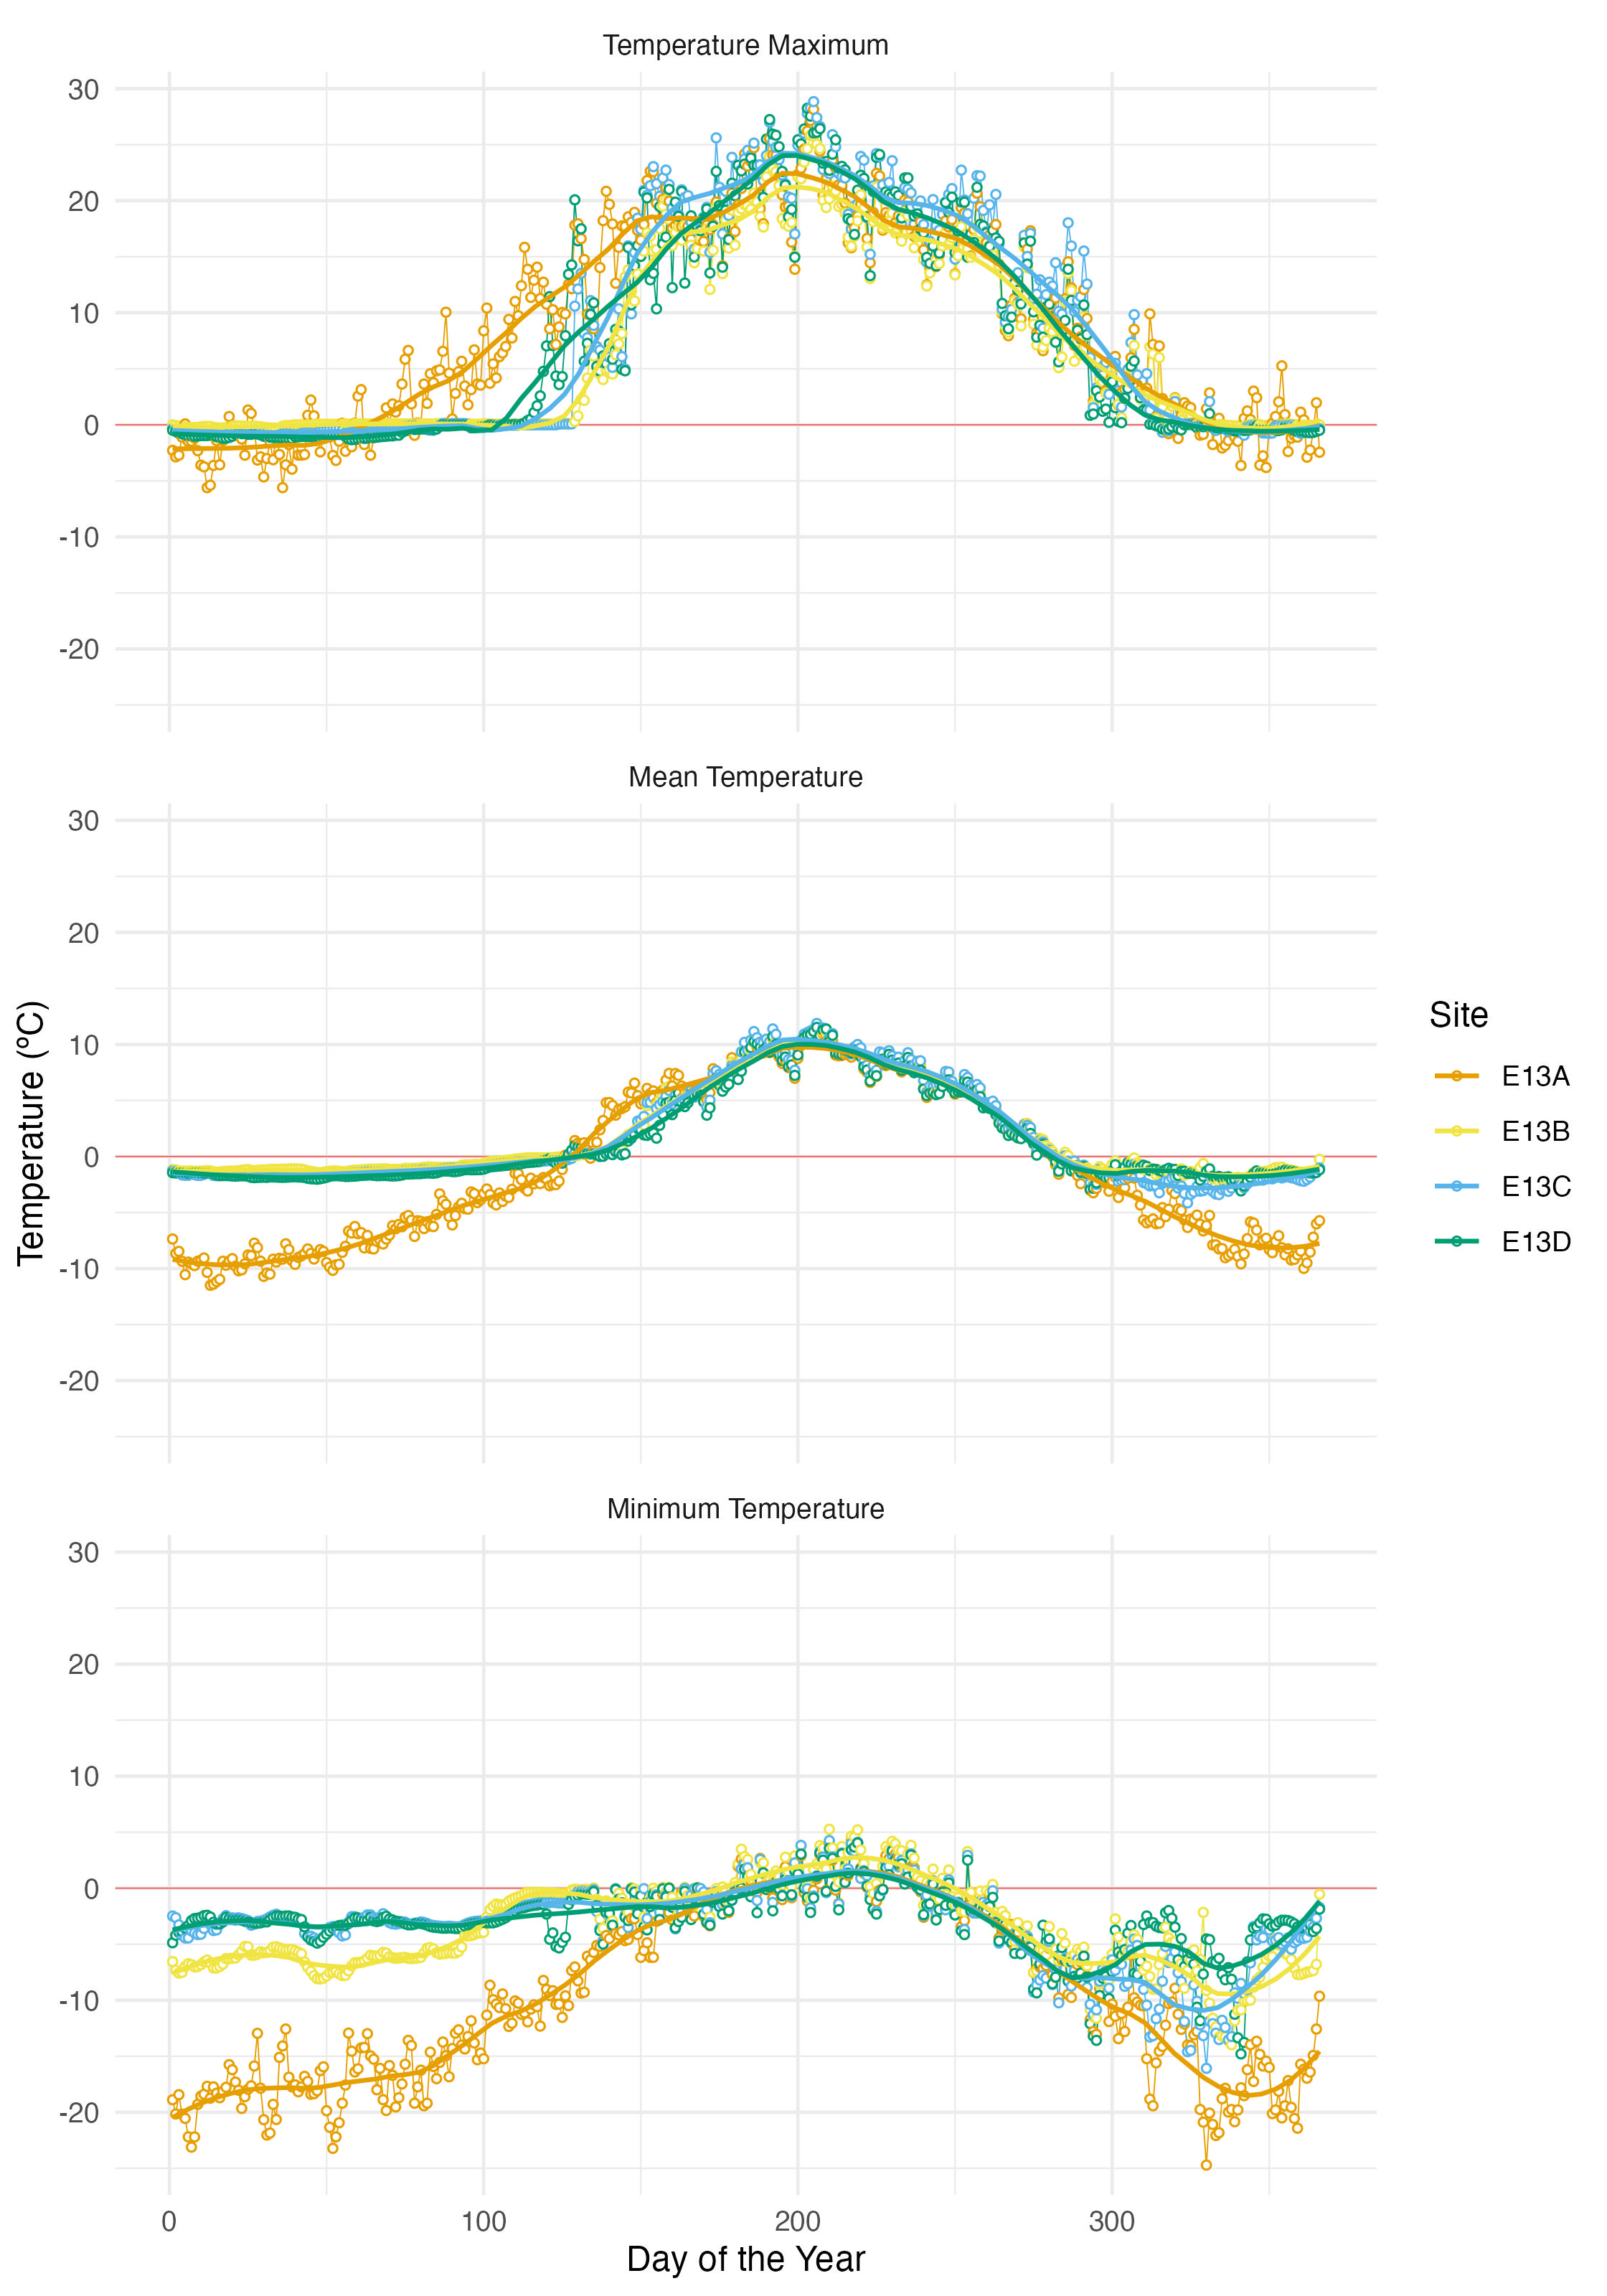 Temperature Maximum
30
20
10
0
-10
-20
Mean Temperature
30
20
10
0
-10
-20
Minimum Temperature
30
20
10
0
-10
-20
0 100 200 300
Day of the Year
Temperature (ºC)
Site
E13A
E13B
E13C
E13D